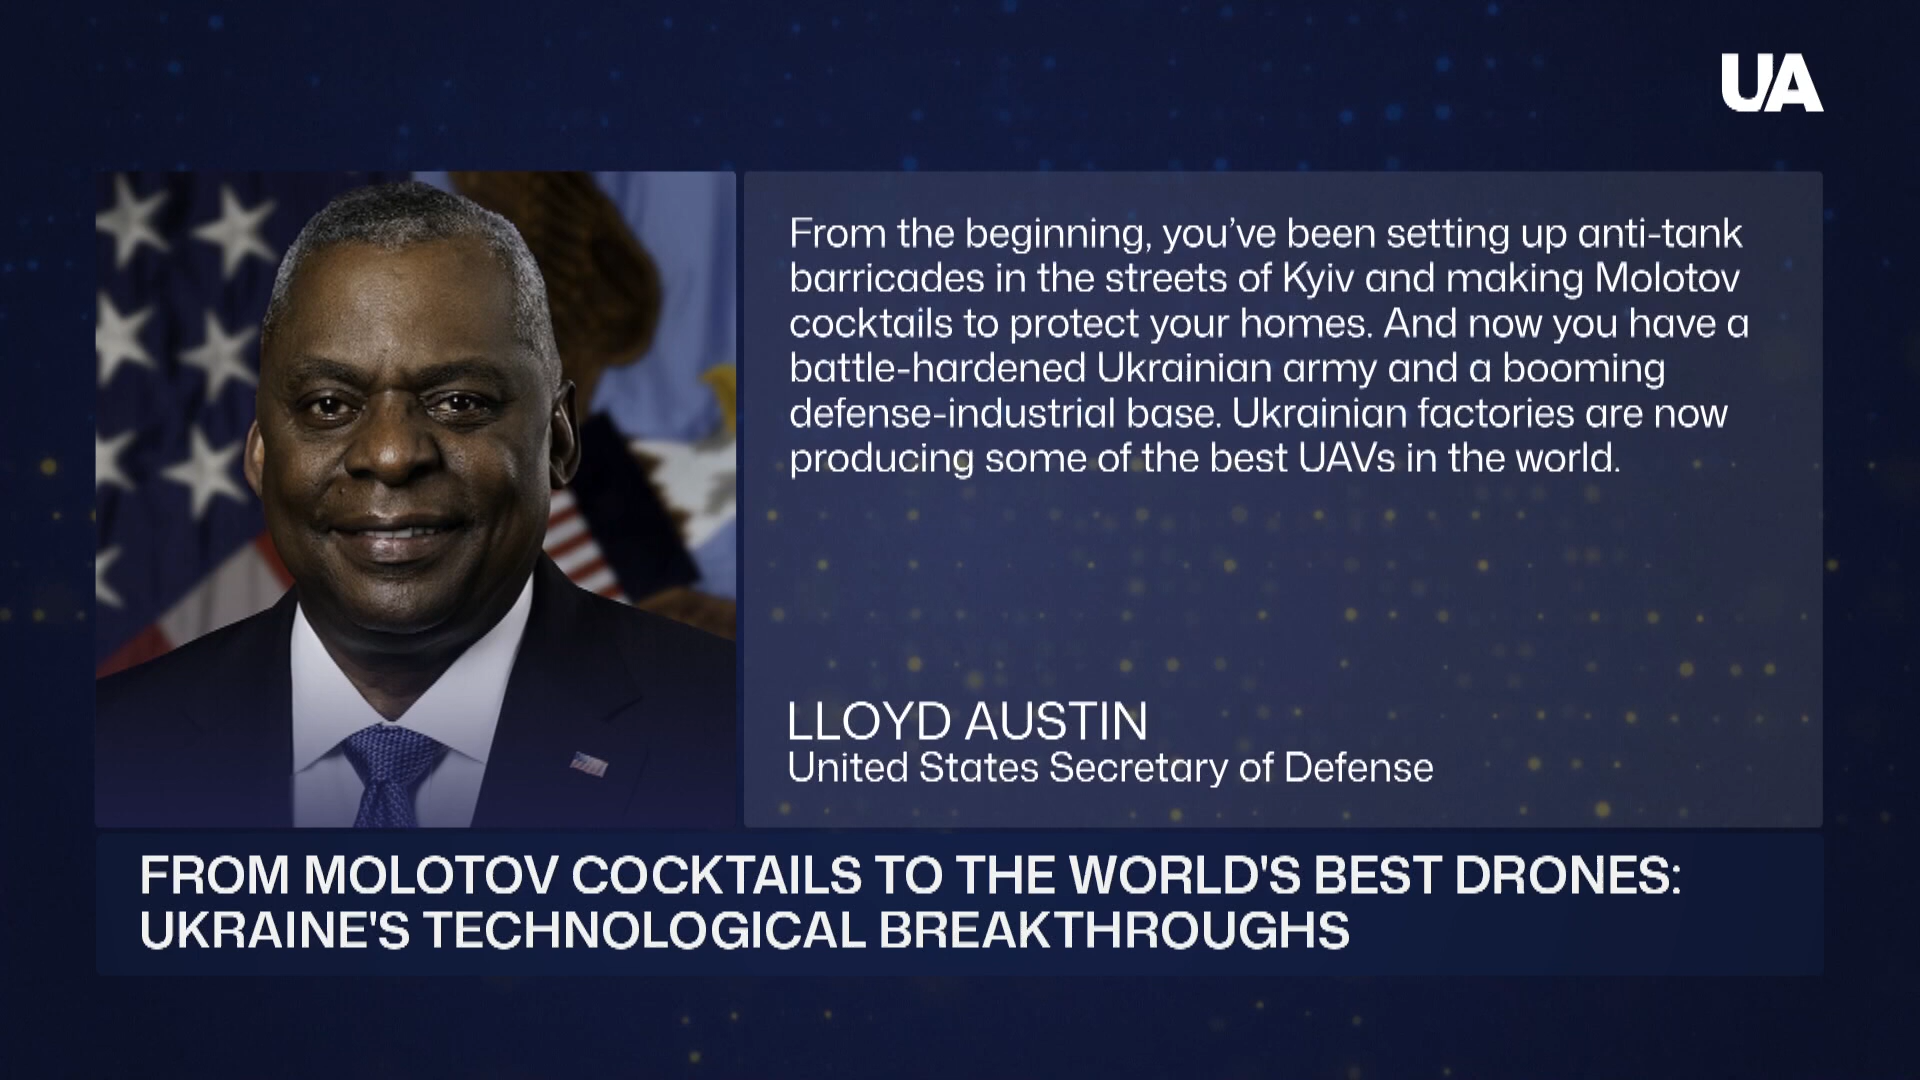 UA
From the beginning, you’ve been setting up anti-tank
barricades in the streets of Kyiv and making Molotov
cocktails to protect your homes. And now you have a
battle-hardened Ukrainian army and a booming
defense-industrial base. Ukrainian factories are now
producing some of the best UAVs in the world.
LLOYD AUSTIN
United States Secretary of Defense
FROM MOLOTOV COCKTAILS TO THE WORLD'S BEST DRONES:
UKRAINE'S TECHNOLOGICAL BREAKTHROUGHS